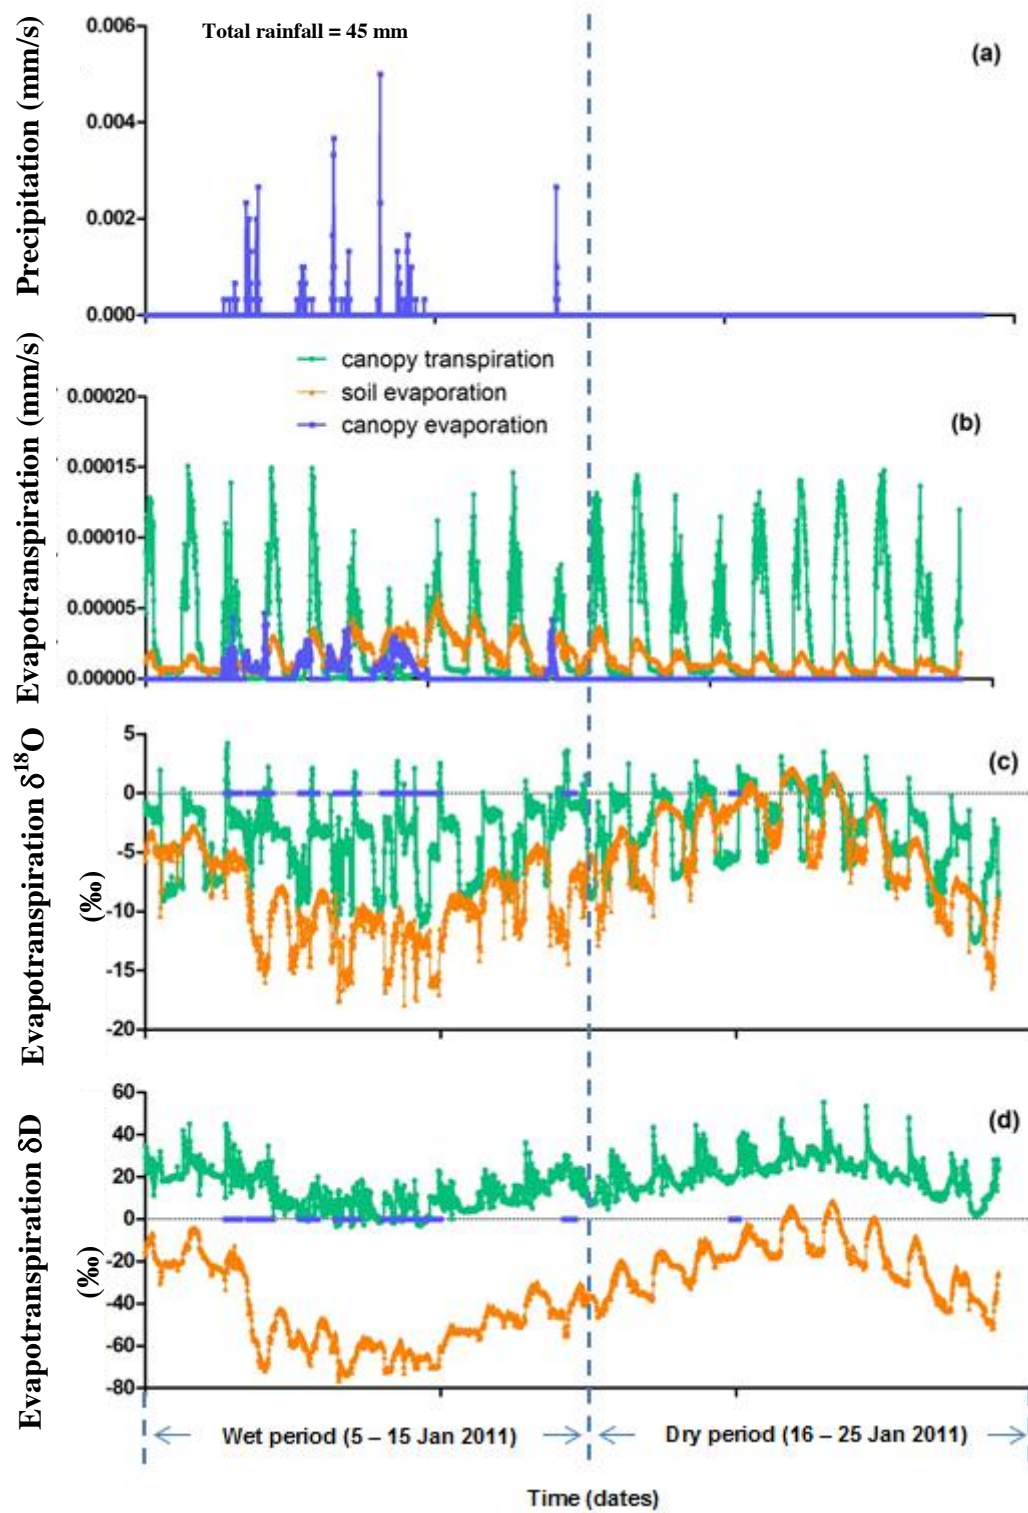 Precipitation (mm/s)
0.006
0.004
0.002
0.000
Total rainfall = 45 mm
(a)
Evapotranspiration (mm/s)
canopy transpiration
soil evaporation
canopy evaporation
0.00020
0.00015
0.00010
0.00005
0.00000
(b)
Evapotranspiration δ¹⁸O
(‰)
5
0
-5
-10
-15
-20
(c)
Evapotranspiration δD
(‰)
60
40
20
0
-20
-40
-60
-80
(d)
Wet period (5 – 15 Jan 2011)
Dry period (16 – 25 Jan 2011)
Time (dates)